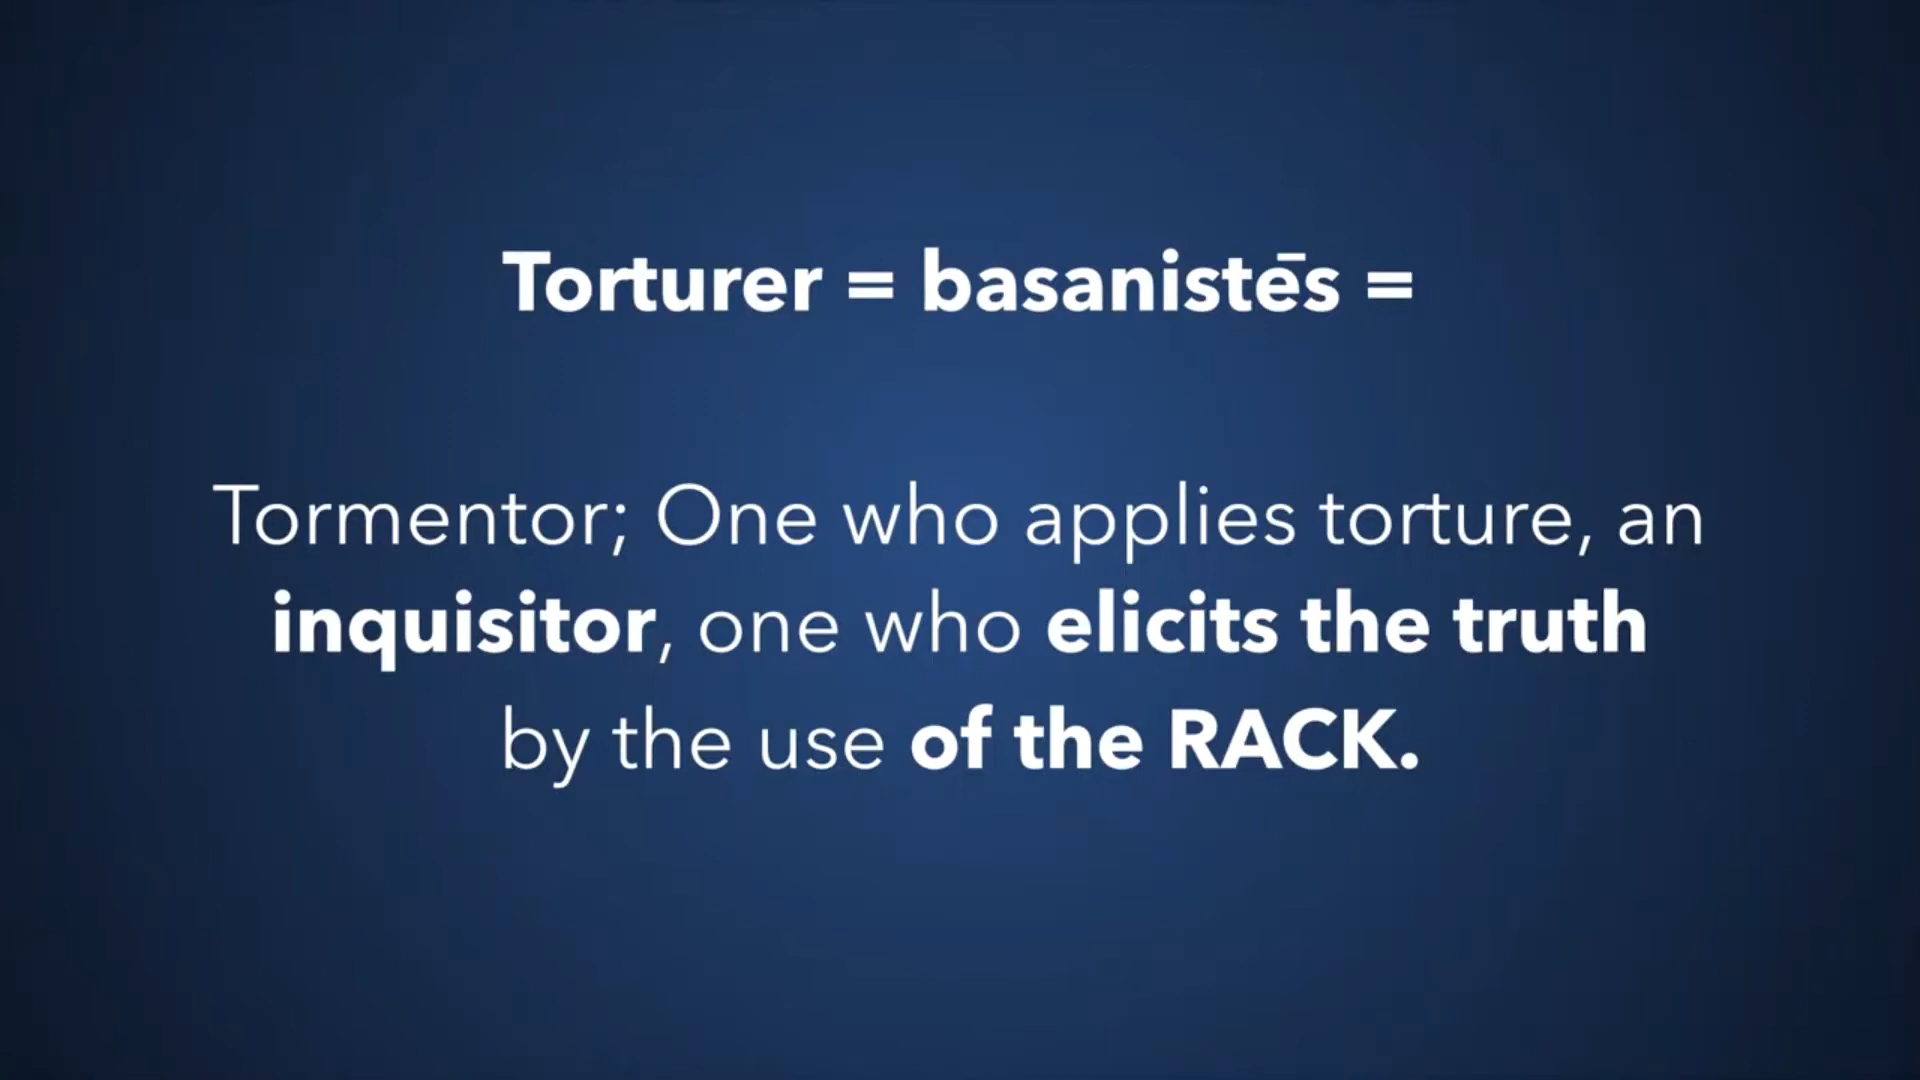 Torturer = basanistēs =
Tormentor; One who applies torture, an
inquisitor, one who elicits the truth
by the use of the RACK.